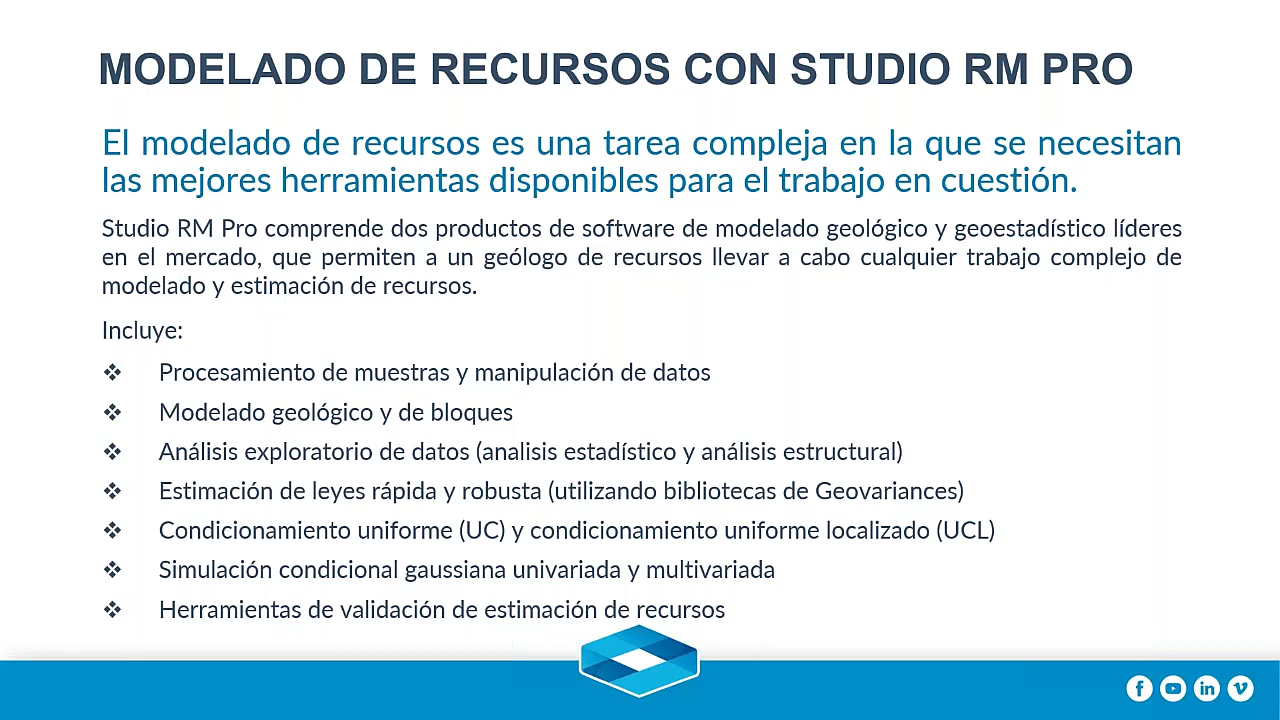 MODELADO DE RECURSOS CON STUDIO RM PRO
El modelado de recursos es una tarea compleja en la que se necesitan
las mejores herramientas disponibles para el trabajo en cuestión.
Studio RM Pro comprende dos productos de software de modelado geológico y geoestadístico líderes
en el mercado, que permiten a un geólogo de recursos llevar a cabo cualquier trabajo complejo de
modelado y estimación de recursos.
Incluye:
❖ Procesamiento de muestras y manipulación de datos
❖ Modelado geológico y de bloques
❖ Análisis exploratorio de datos (analisis estadístico y análisis estructural)
❖ Estimación de leyes rápida y robusta (utilizando bibliotecas de Geovariances)
❖ Condicionamiento uniforme (UC) y condicionamiento uniforme localizado (UCL)
❖ Simulación condicional gaussiana univariada y multivariada
❖ Herramientas de validación de estimación de recursos